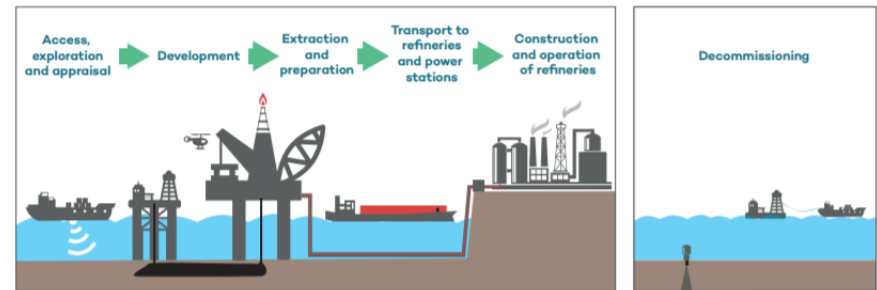 Access,
exploration
and appraisal
Development
Extraction
and
preparation
Transport to
refineries
and power
stations
Construction
and operation
of refineries
Decommissioning